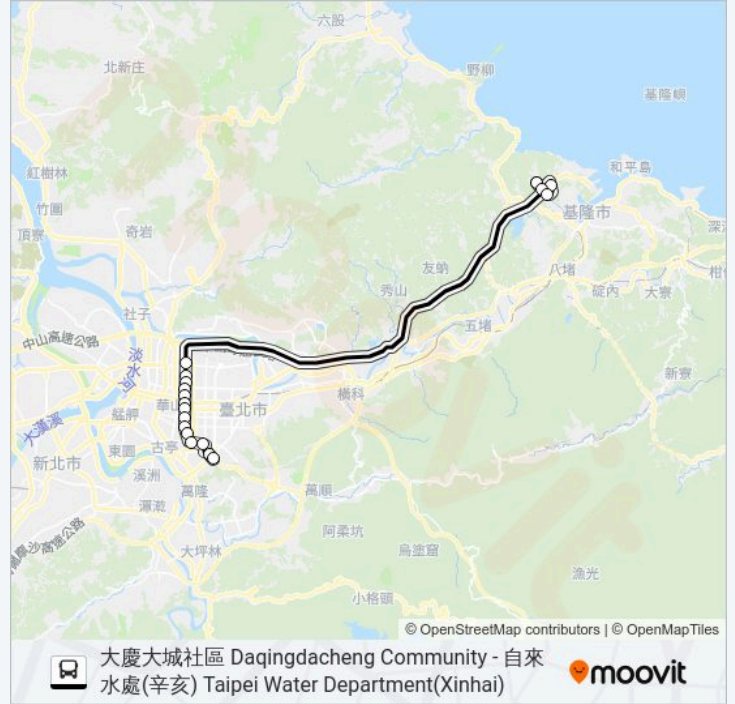 六股
北新庄
野柳
基隆嶼
和平島
紅樹林
竹圍
基隆市
頂寮
奇岩
深
友蚋
八堵
柑
碇內
大寮
秀山
社子
五堵
中山高速公路
淡水河
新寮
橫科
華山
臺北市
艋舺
大漢溪
古亭
東園
新北市
溪洲
萬隆
萬順
潭漧
阿柔坑
烏塗窟
大坪林
漁光
小格頭
© OpenStreetMap contributors | © OpenMapTiles
大慶大城社區 Daqingdacheng Community - 自來
水處(辛亥) Taipei Water Department(Xinhai)
moovit